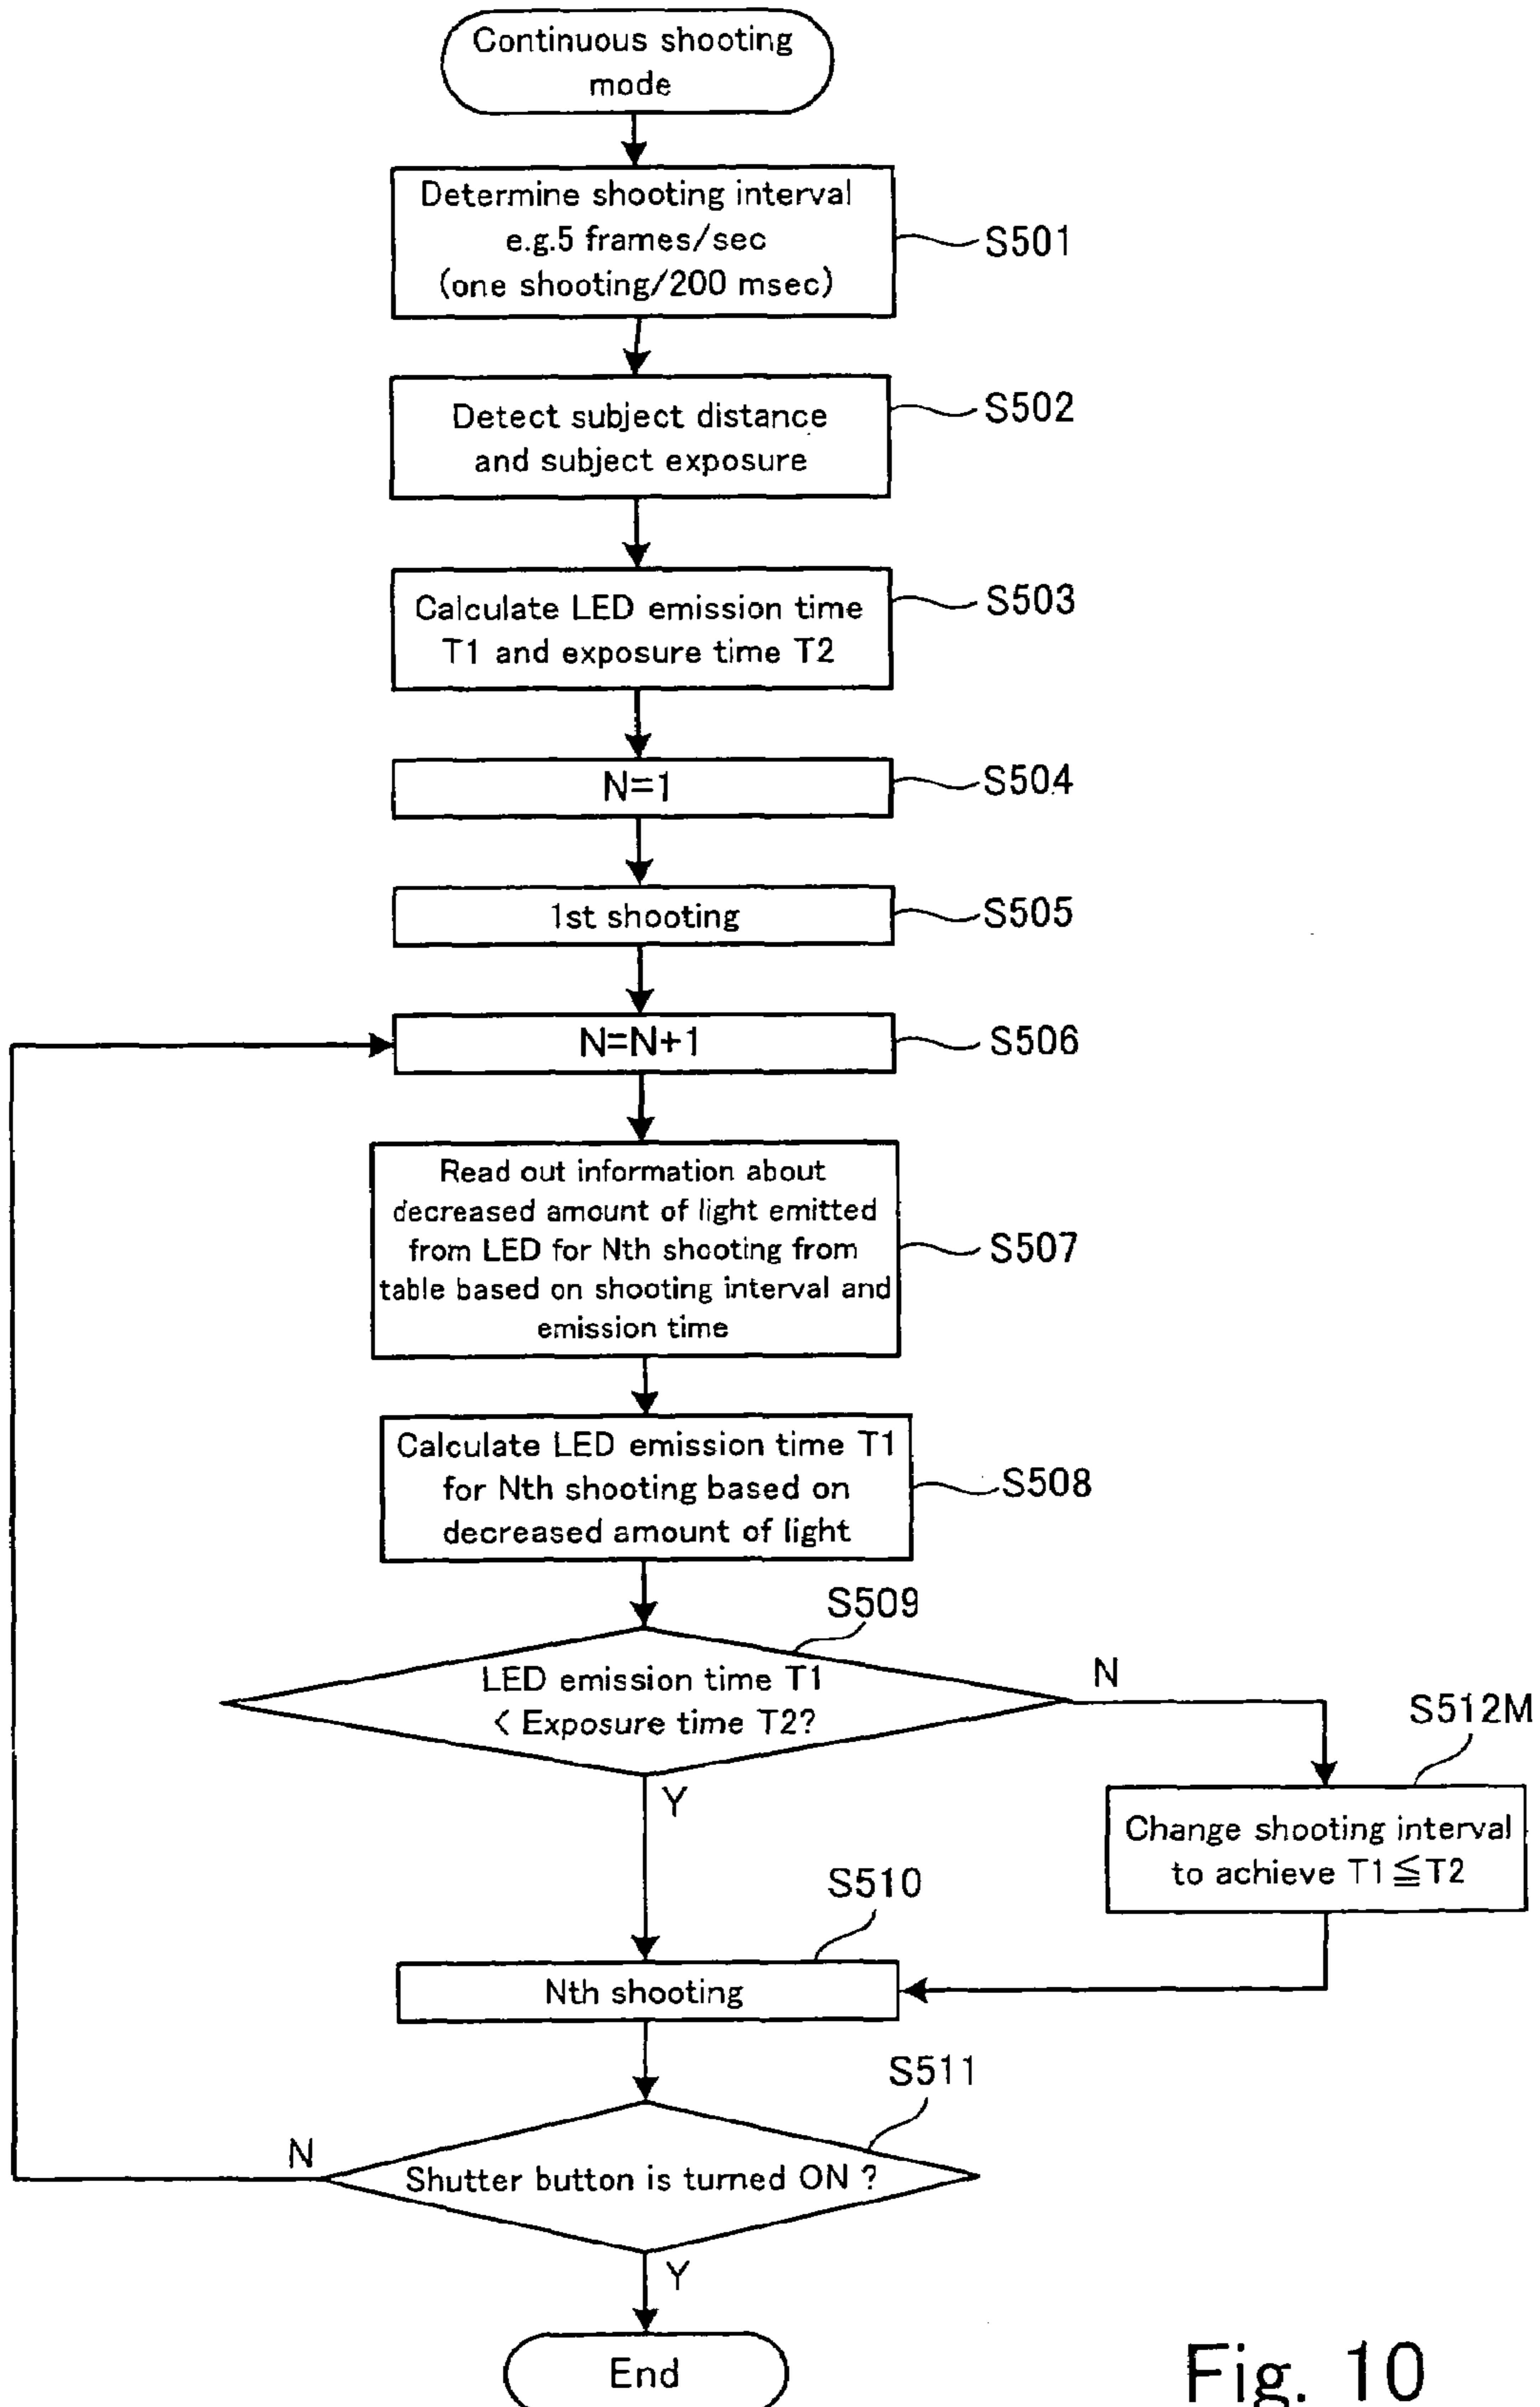 Continuous shooting
mode
Determine shooting interval
e.g.5 frames/sec
(one shooting/200 msec)
S501
Detect subject distance
and subject exposure
S502
Calculate LED emission time
T1 and exposure time T2
S503
N=1
S504
1st shooting
S505
N=N+1
S506
Read out information about
decreased amount of light emitted
from LED for Nth shooting from
table based on shooting interval and
emission time
S507
Calculate LED emission time T1
for Nth shooting based on
decreased amount of light
S508
S509
LED emission time T1
< Exposure time T2?
N
Y
S512M
Change shooting interval
to achieve T1≦T2
S510
Nth shooting
S511
Shutter button is turned ON ?
N
Y
End
Fig. 10